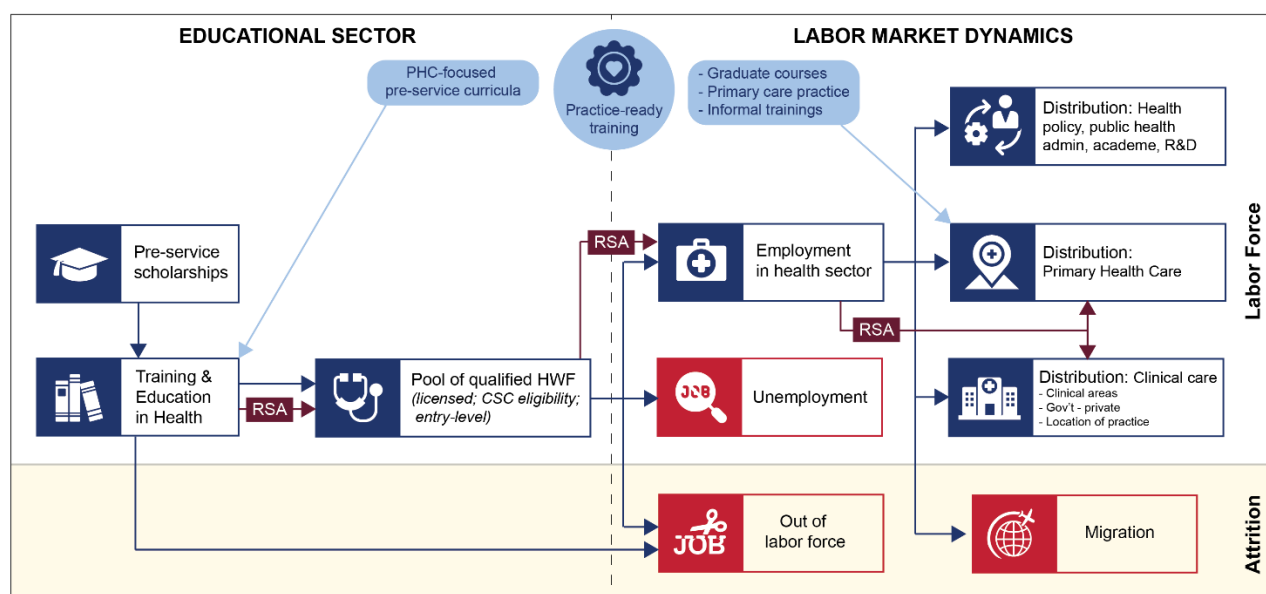 EDUCATIONAL SECTOR
LABOR MARKET DYNAMICS
PHC-focused
pre-service curricula
Practice-ready
training
- Graduate courses
- Primary care practice
- Informal trainings
Distribution: Health
policy, public health
admin, academe, R&D
Pre-service
scholarships
RSA
Employment
in health sector
Distribution:
Primary Health Care
RSA
Labor Force
Training &
Education
in Health
RSA
Pool of qualified HWF
(licensed; CSC eligibility;
entry-level)
JOB
Unemployment
Distribution: Clinical care
- Clinical areas
- Gov't - private
- Location of practice
JOB
Out of
labor force
Migration
Attrition